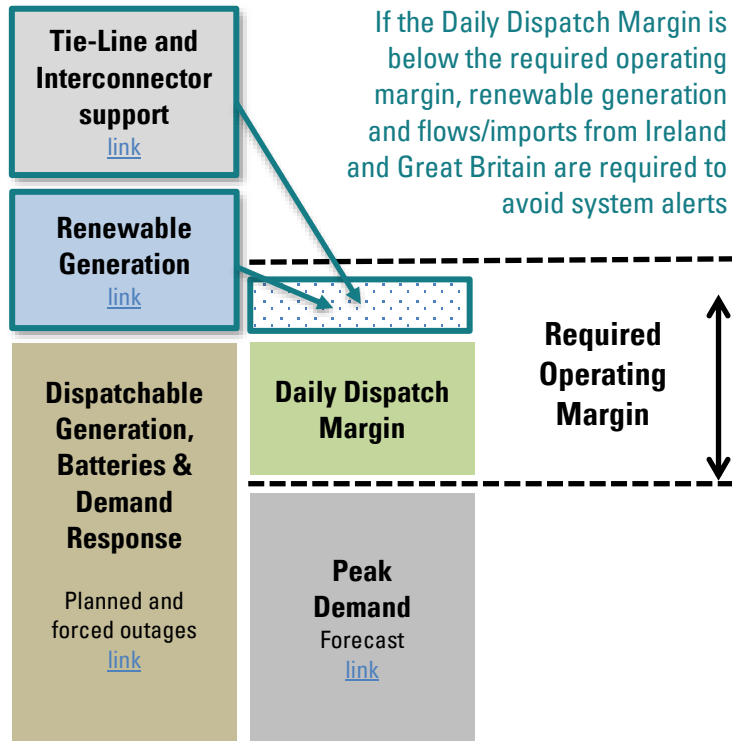 Tie-Line and
Interconnector
support
link
If the Daily Dispatch Margin is
below the required operating
margin, renewable generation
and flows/imports from Ireland
and Great Britain are required to
avoid system alerts
Renewable
Generation
link
Required
Operating
Margin
Dispatchable
Generation,
Batteries &
Demand
Response
Planned and
forced outages
link
Daily Dispatch
Margin
Peak
Demand
Forecast
link